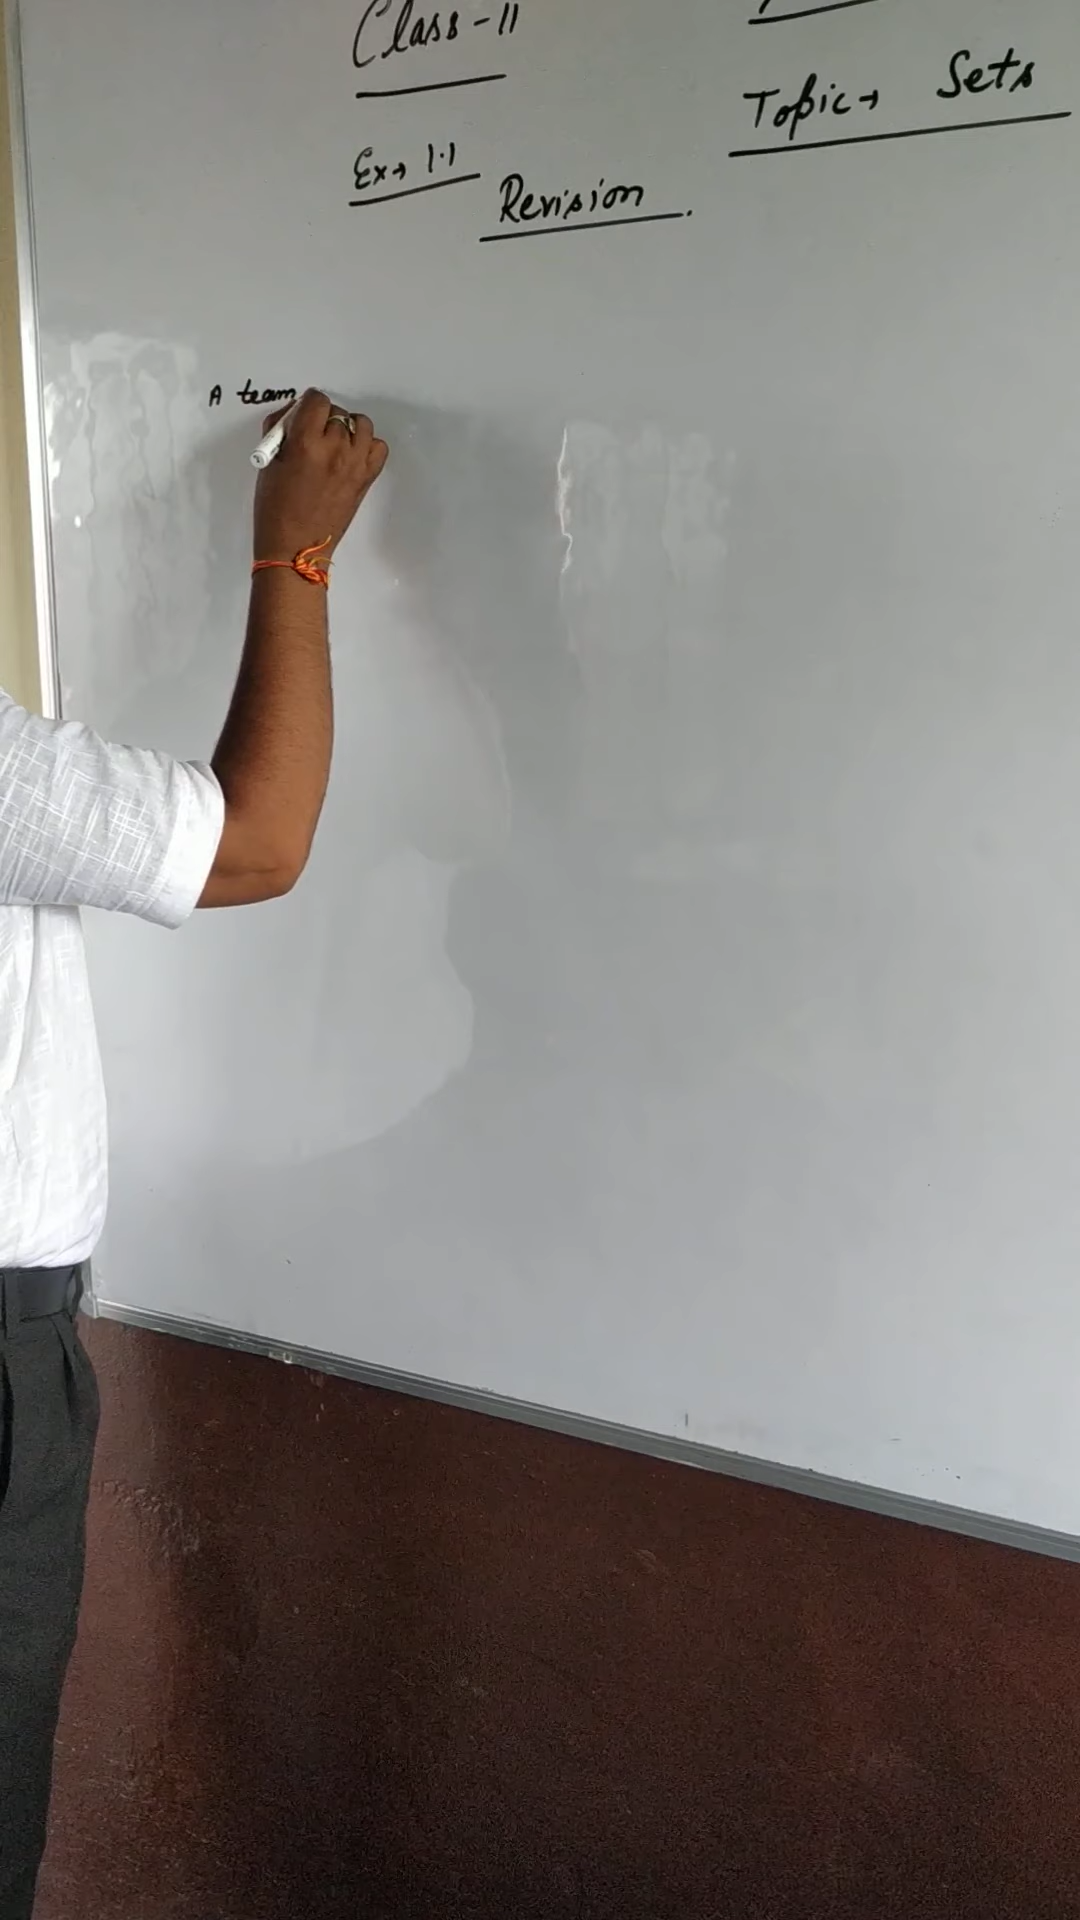 Class-11
Topic→ Sets
Ex→ 1.1
Revision.
A team